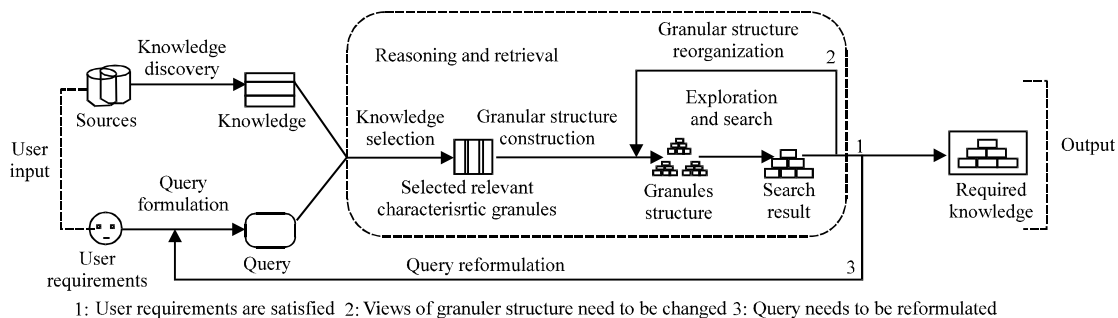 Knowledge
discovery
Sources
Knowledge
User
input
Query
formulation
User
requirements
Query
Reasoning and retrieval
Knowledge
selection
Selected relevant
characterisrtic granules
Granular structure
construction
Granular structure
reorganization
2
Exploration
and search
Granules
structure
Search
result
1
Required
knowledge
Output
Query reformulation
3
1: User requirements are satisfied 2: Views of granuler structure need to be changed 3: Query needs to be reformulated